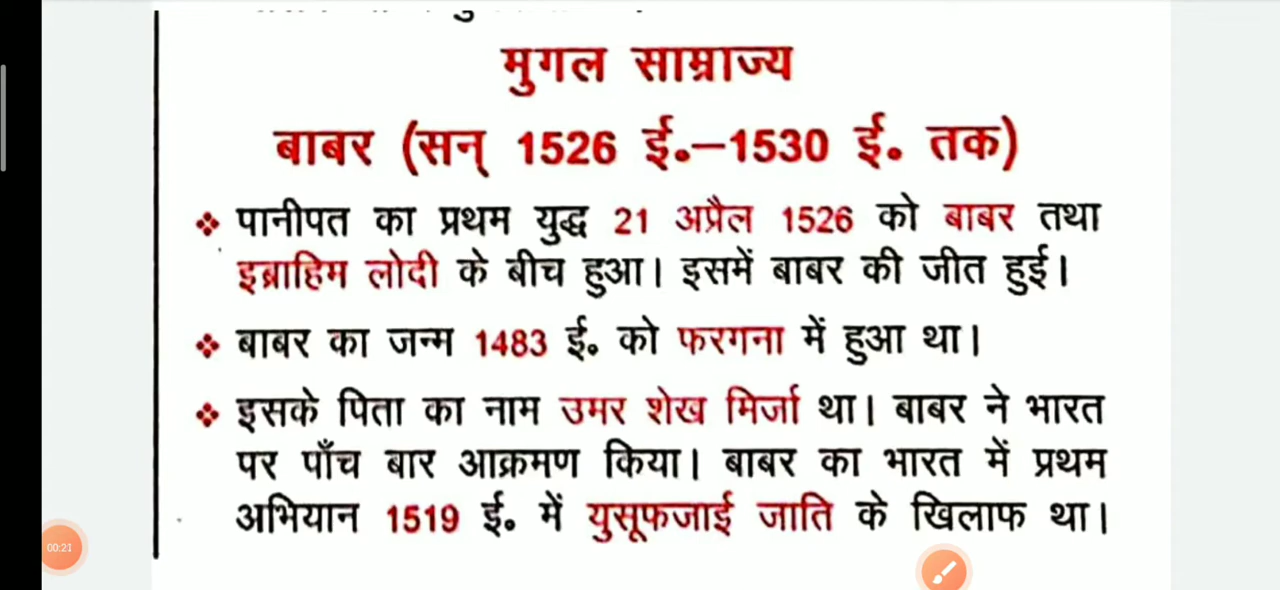 मुगल साम्राज्य
बाबर (सन् 1526 ई.–1530 ई. तक)
❖ पानीपत का प्रथम युद्ध 21 अप्रैल 1526 को बाबर तथा
इब्राहिम लोदी के बीच हुआ। इसमें बाबर की जीत हुई।
❖ बाबर का जन्म 1483 ई. को फरगना में हुआ था।
❖ इसके पिता का नाम उमर शेख मिर्जा था। बाबर ने भारत
पर पाँच बार आक्रमण किया। बाबर का भारत में प्रथम
अभियान 1519 ई. में युसूफजाई जाति के खिलाफ था।
00:21